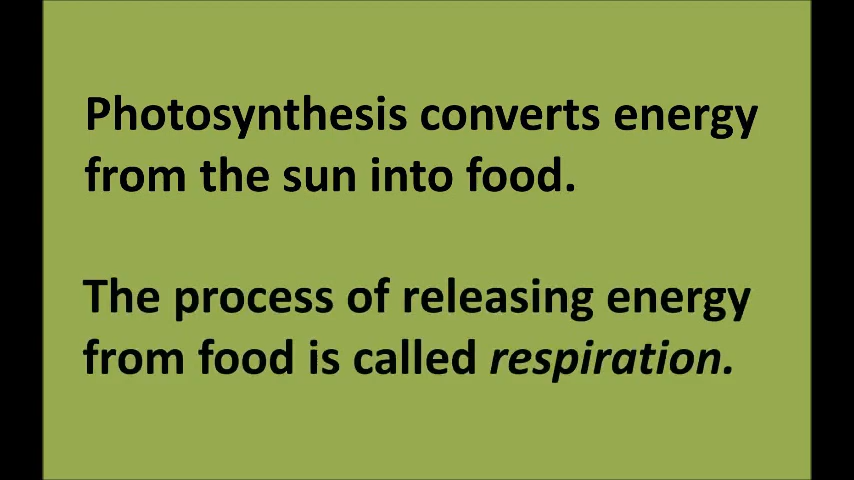 Photosynthesis converts energy
from the sun into food.
The process of releasing energy
from food is called respiration.